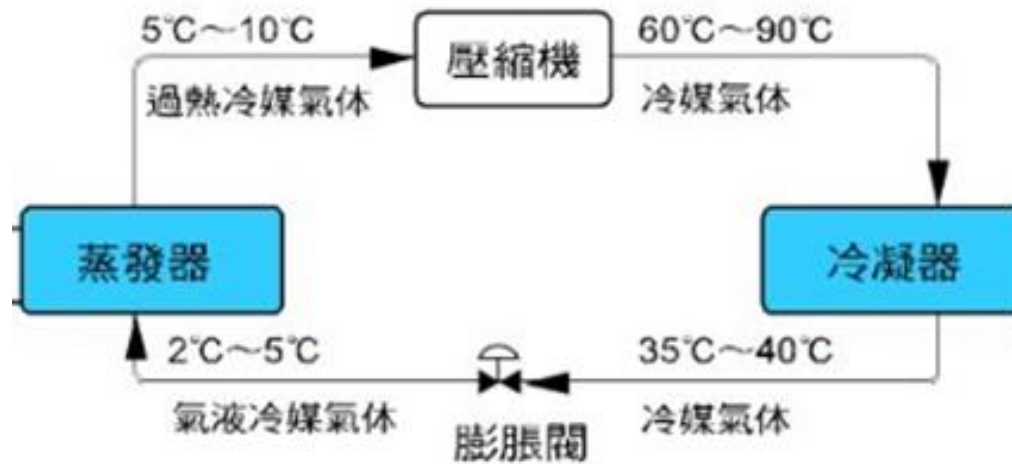 5℃～10℃
壓縮機
60℃～90℃
過熱冷媒氣体
冷媒氣体
蒸發器
冷凝器
2℃～5℃
35℃～40℃
氣液冷媒氣体
膨脹閥
冷媒氣体